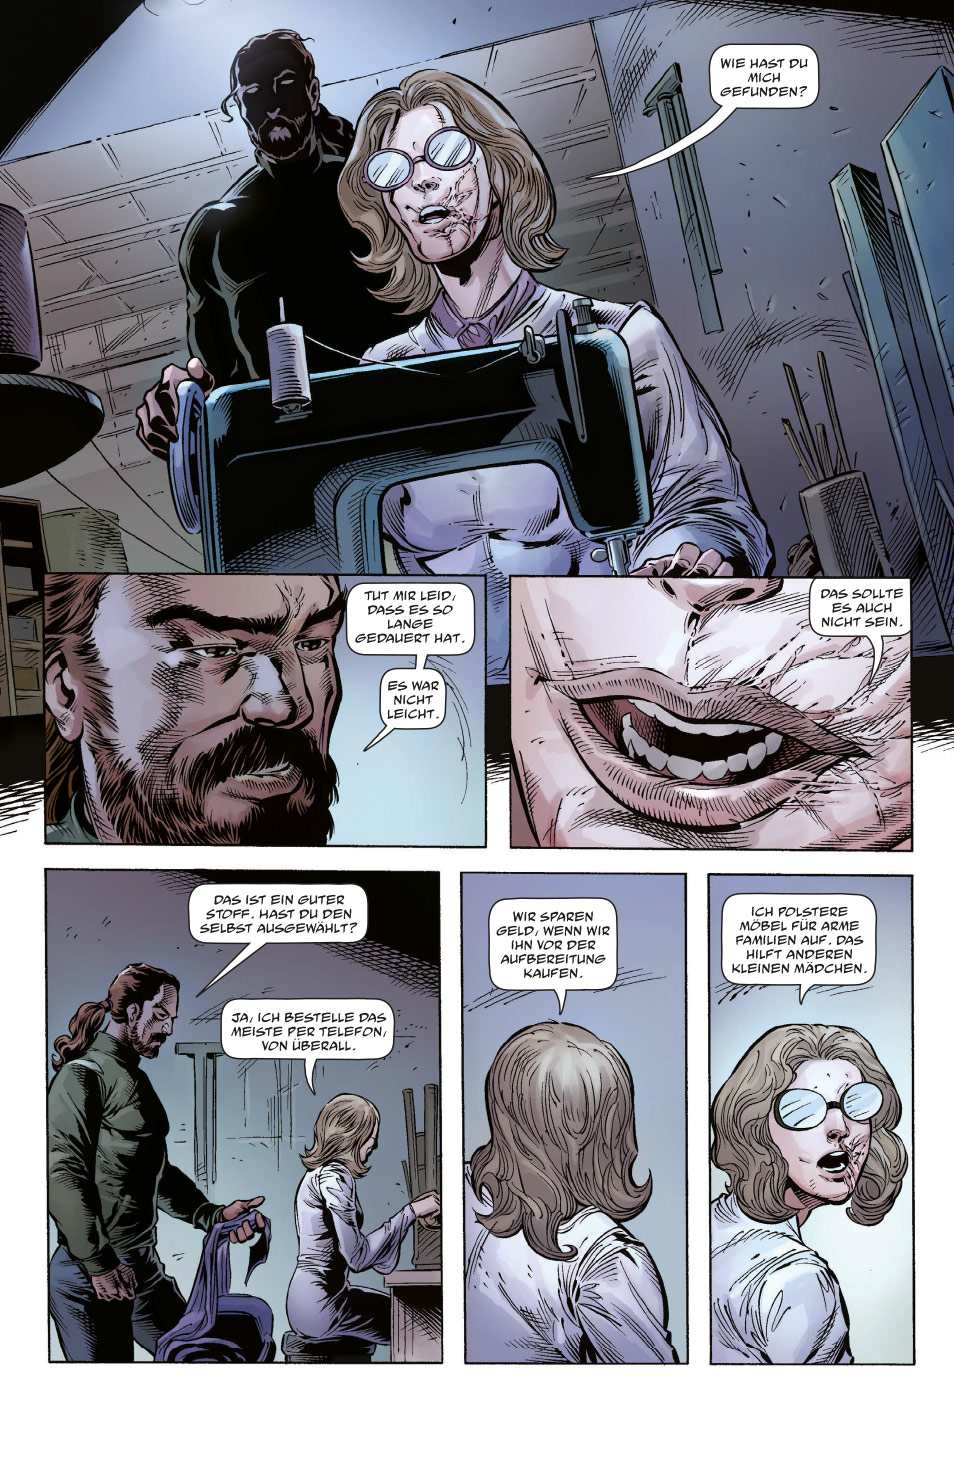 WIE HAST DU
MICH
GEFUNDEN?
TUT MIR LEID,
DASS ES SO
LANGE
GEDAUERT HAT.
ES WAR
NICHT
LEICHT.
DAS SOLLTE
ES AUCH
NICHT SEIN.
DAS IST EIN GUTER
STOFF. HAST DU DEN
SELBST AUSGEWÄHLT?
JA, ICH BESTELLE DAS
MEISTE PER TELEFON,
VON ÜBERALL.
WIR SPAREN
GELD, WENN WIR
IHN VOR DER
AUFBEREITUNG
KAUFEN.
ICH POLSTERE
MÖBEL FÜR ARME
FAMILIEN AUF. DAS
HILFT ANDEREN
KLEINEN MÄDCHEN.